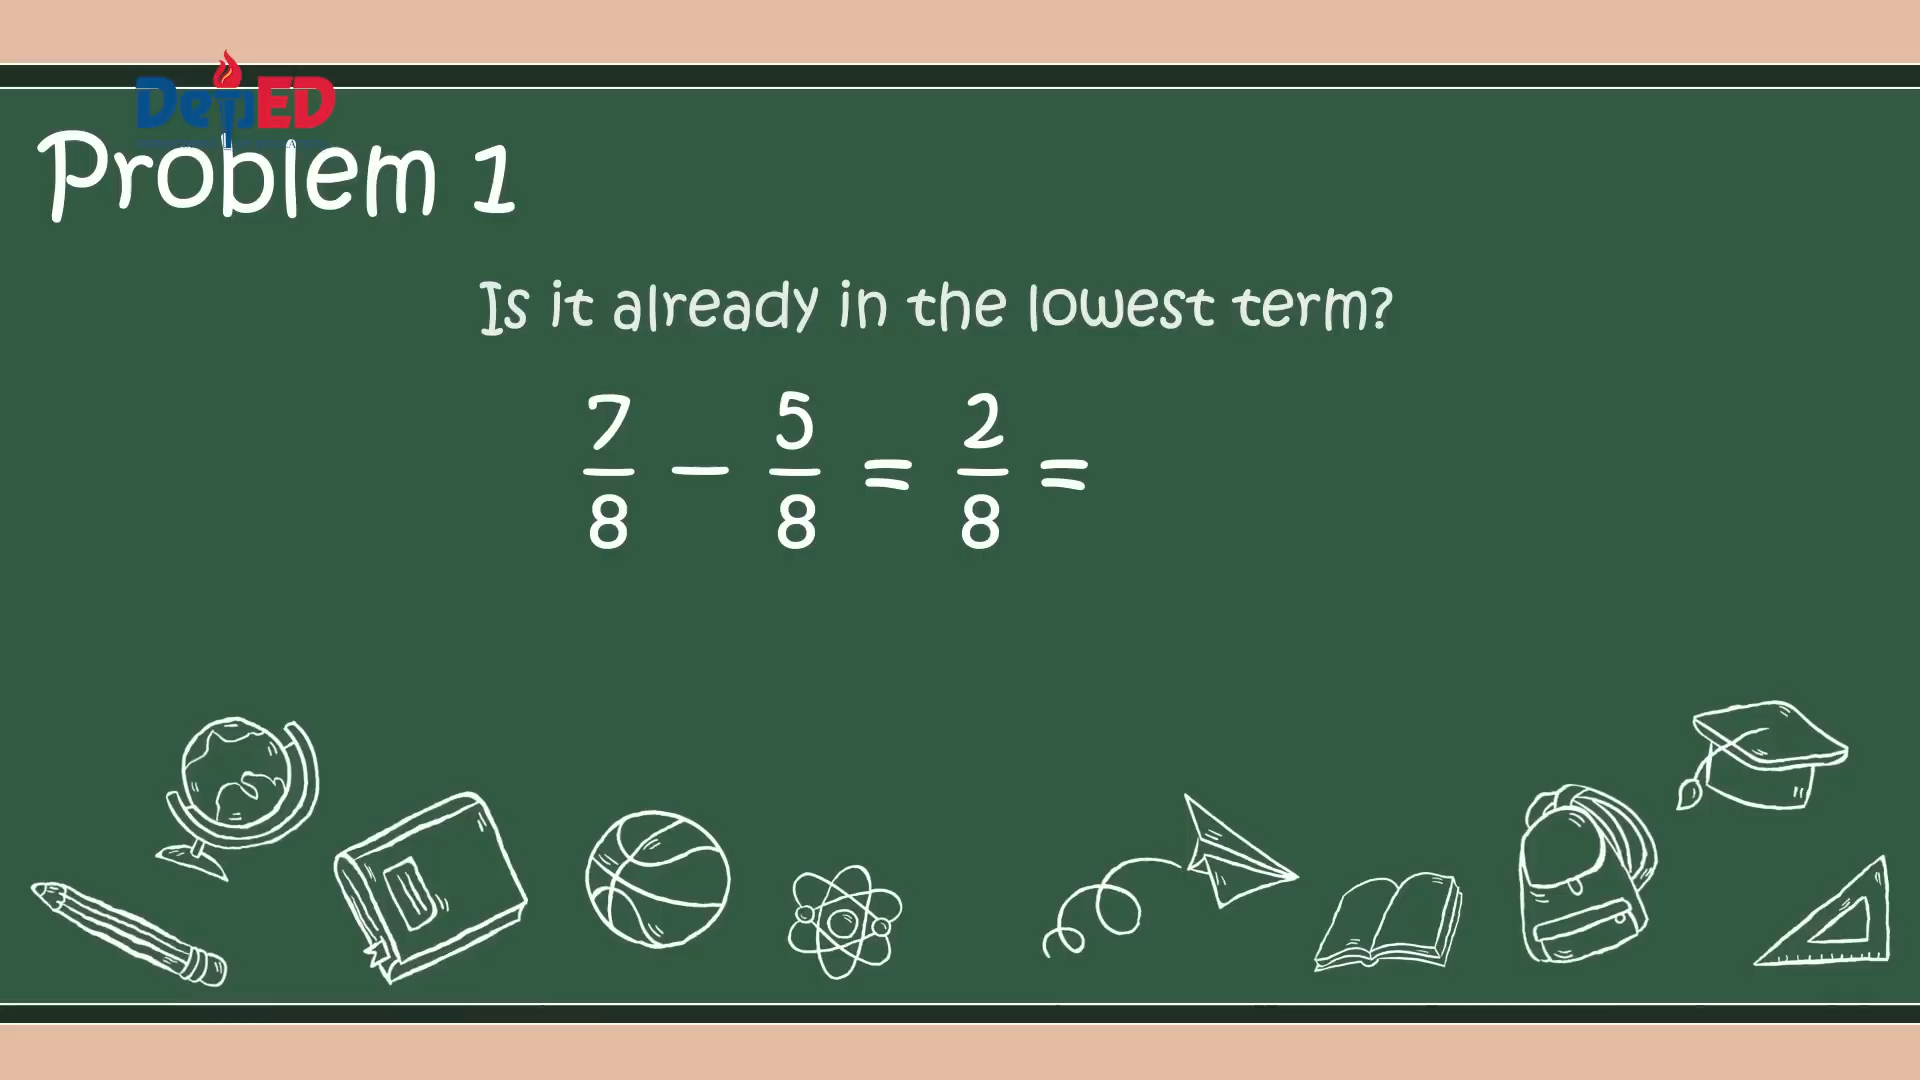 DepED
Problem 1
Is it already in the lowest term?
7/8 − 5/8 = 2/8 =